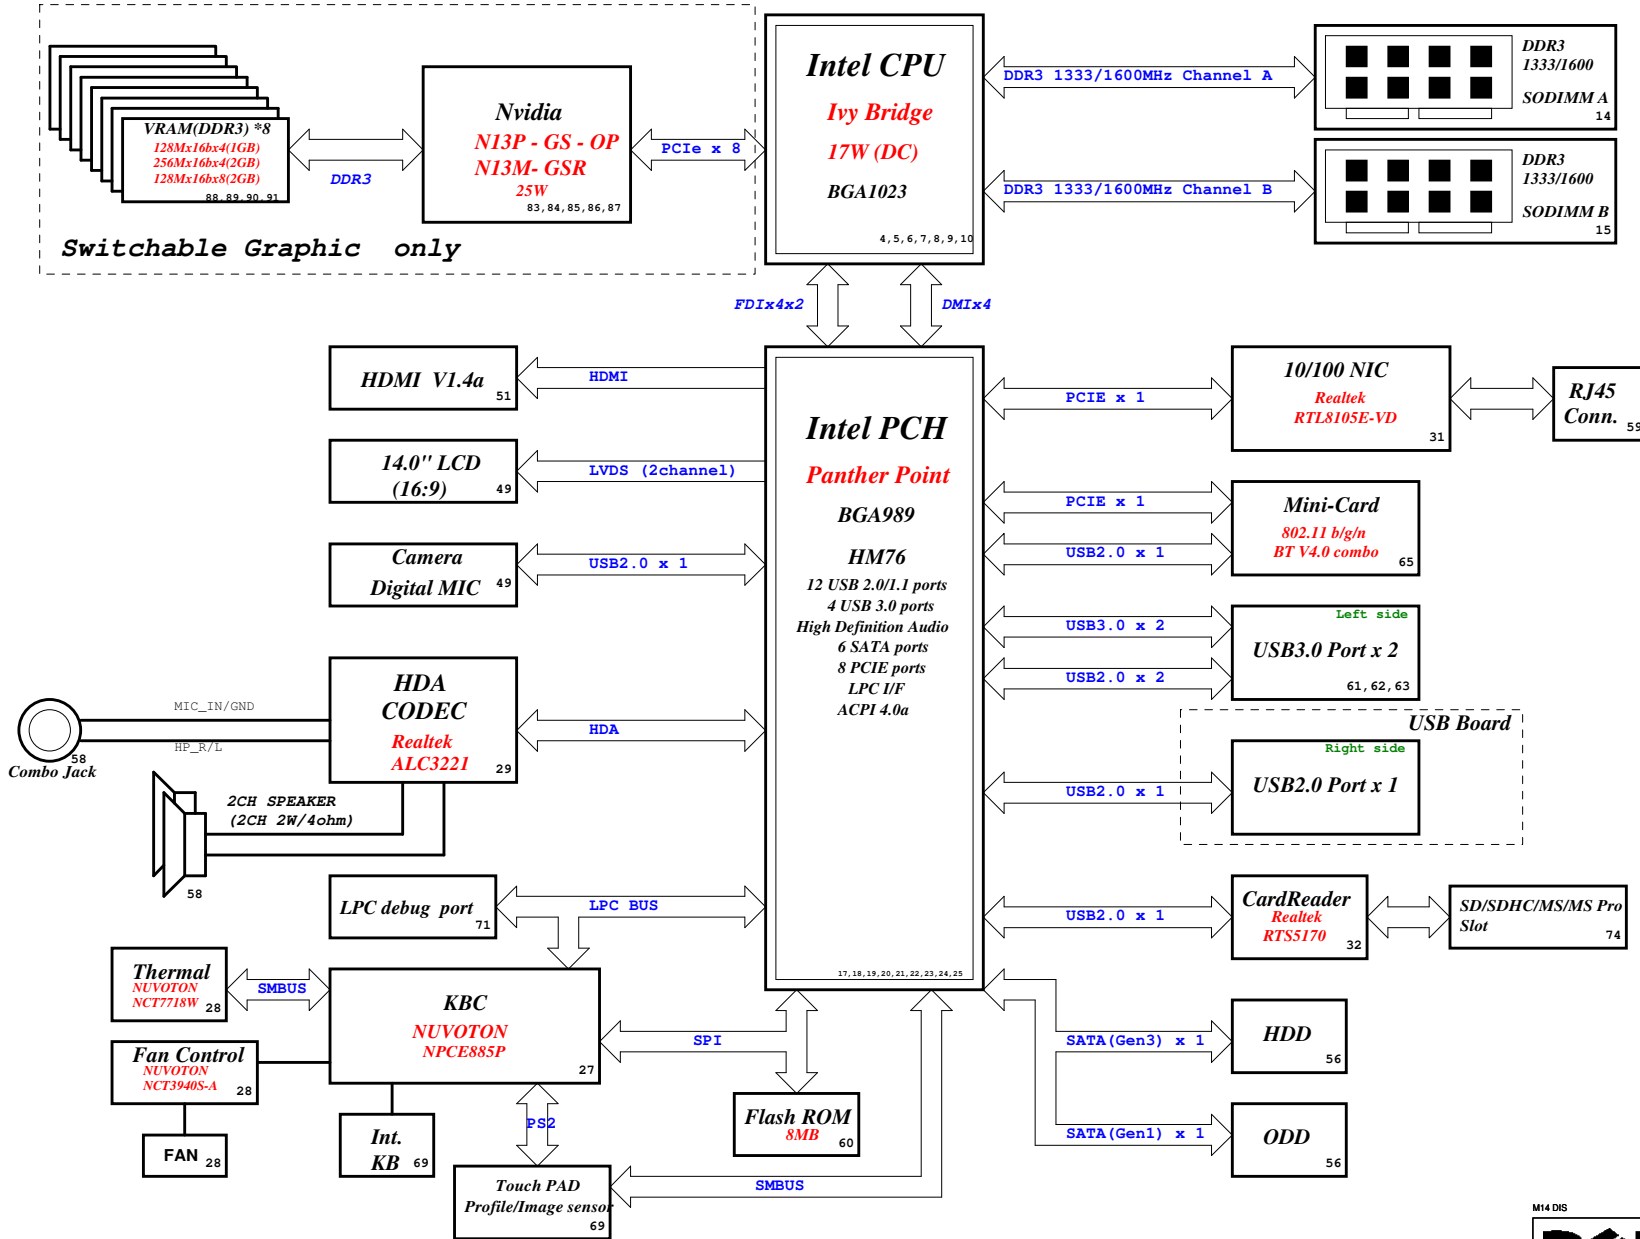 VRAM(DDR3) *8
128Mx16bx4(1GB)
256Mx16bx4(2GB)
128Mx16bx8(2GB)
88,89,90,91
DDR3
Nvidia
N13P - GS - OP
N13M- GSR
25W
83,84,85,86,87
PCIe x 8
Switchable Graphic only
Intel CPU
Ivy Bridge
17W (DC)
BGA1023
4,5,6,7,8,9,10
DDR3 1333/1600MHz Channel A
DDR3
1333/1600
SODIMM A
14
DDR3 1333/1600MHz Channel B
DDR3
1333/1600
SODIMM B
15
FDIx4x2
DMIx4
HDMI V1.4a
51
HDMI
14.0" LCD
(16:9)
49
LVDS (2channel)
Camera
Digital MIC
49
USB2.0 x 1
HDA
CODEC
Realtek
ALC3221
29
HDA
MIC_IN/GND
HP_R/L
58
Combo Jack
2CH SPEAKER
(2CH 2W/4ohm)
58
LPC debug port
71
LPC BUS
Thermal
NUVOTON
NCT7718W
28
SMBUS
Fan Control
NUVOTON
NCT3940S-A
28
FAN
28
KBC
NUVOTON
NPCE885P
27
Int.
KB
69
PS2
Touch PAD
Profile/Image sensor
69
SPI
Flash ROM
8MB
60
SMBUS
Intel PCH
Panther Point
BGA989
HM76
12 USB 2.0/1.1 ports
4 USB 3.0 ports
High Definition Audio
6 SATA ports
8 PCIE ports
LPC I/F
ACPI 4.0a
17,18,19,20,21,22,23,24,25
PCIE x 1
10/100 NIC
Realtek
RTL8105E-VD
31
RJ45
Conn.
59
PCIE x 1
USB2.0 x 1
Mini-Card
802.11 b/g/n
BT V4.0 combo
65
USB3.0 x 2
USB2.0 x 2
Left side
USB3.0 Port x 2
61,62,63
USB Board
Right side
USB2.0 Port x 1
USB2.0 x 1
USB2.0 x 1
CardReader
Realtek
RTS5170
32
SD/SDHC/MS/MS Pro
Slot
74
SATA(Gen3) x 1
HDD
56
SATA(Gen1) x 1
ODD
56
M14 DIS